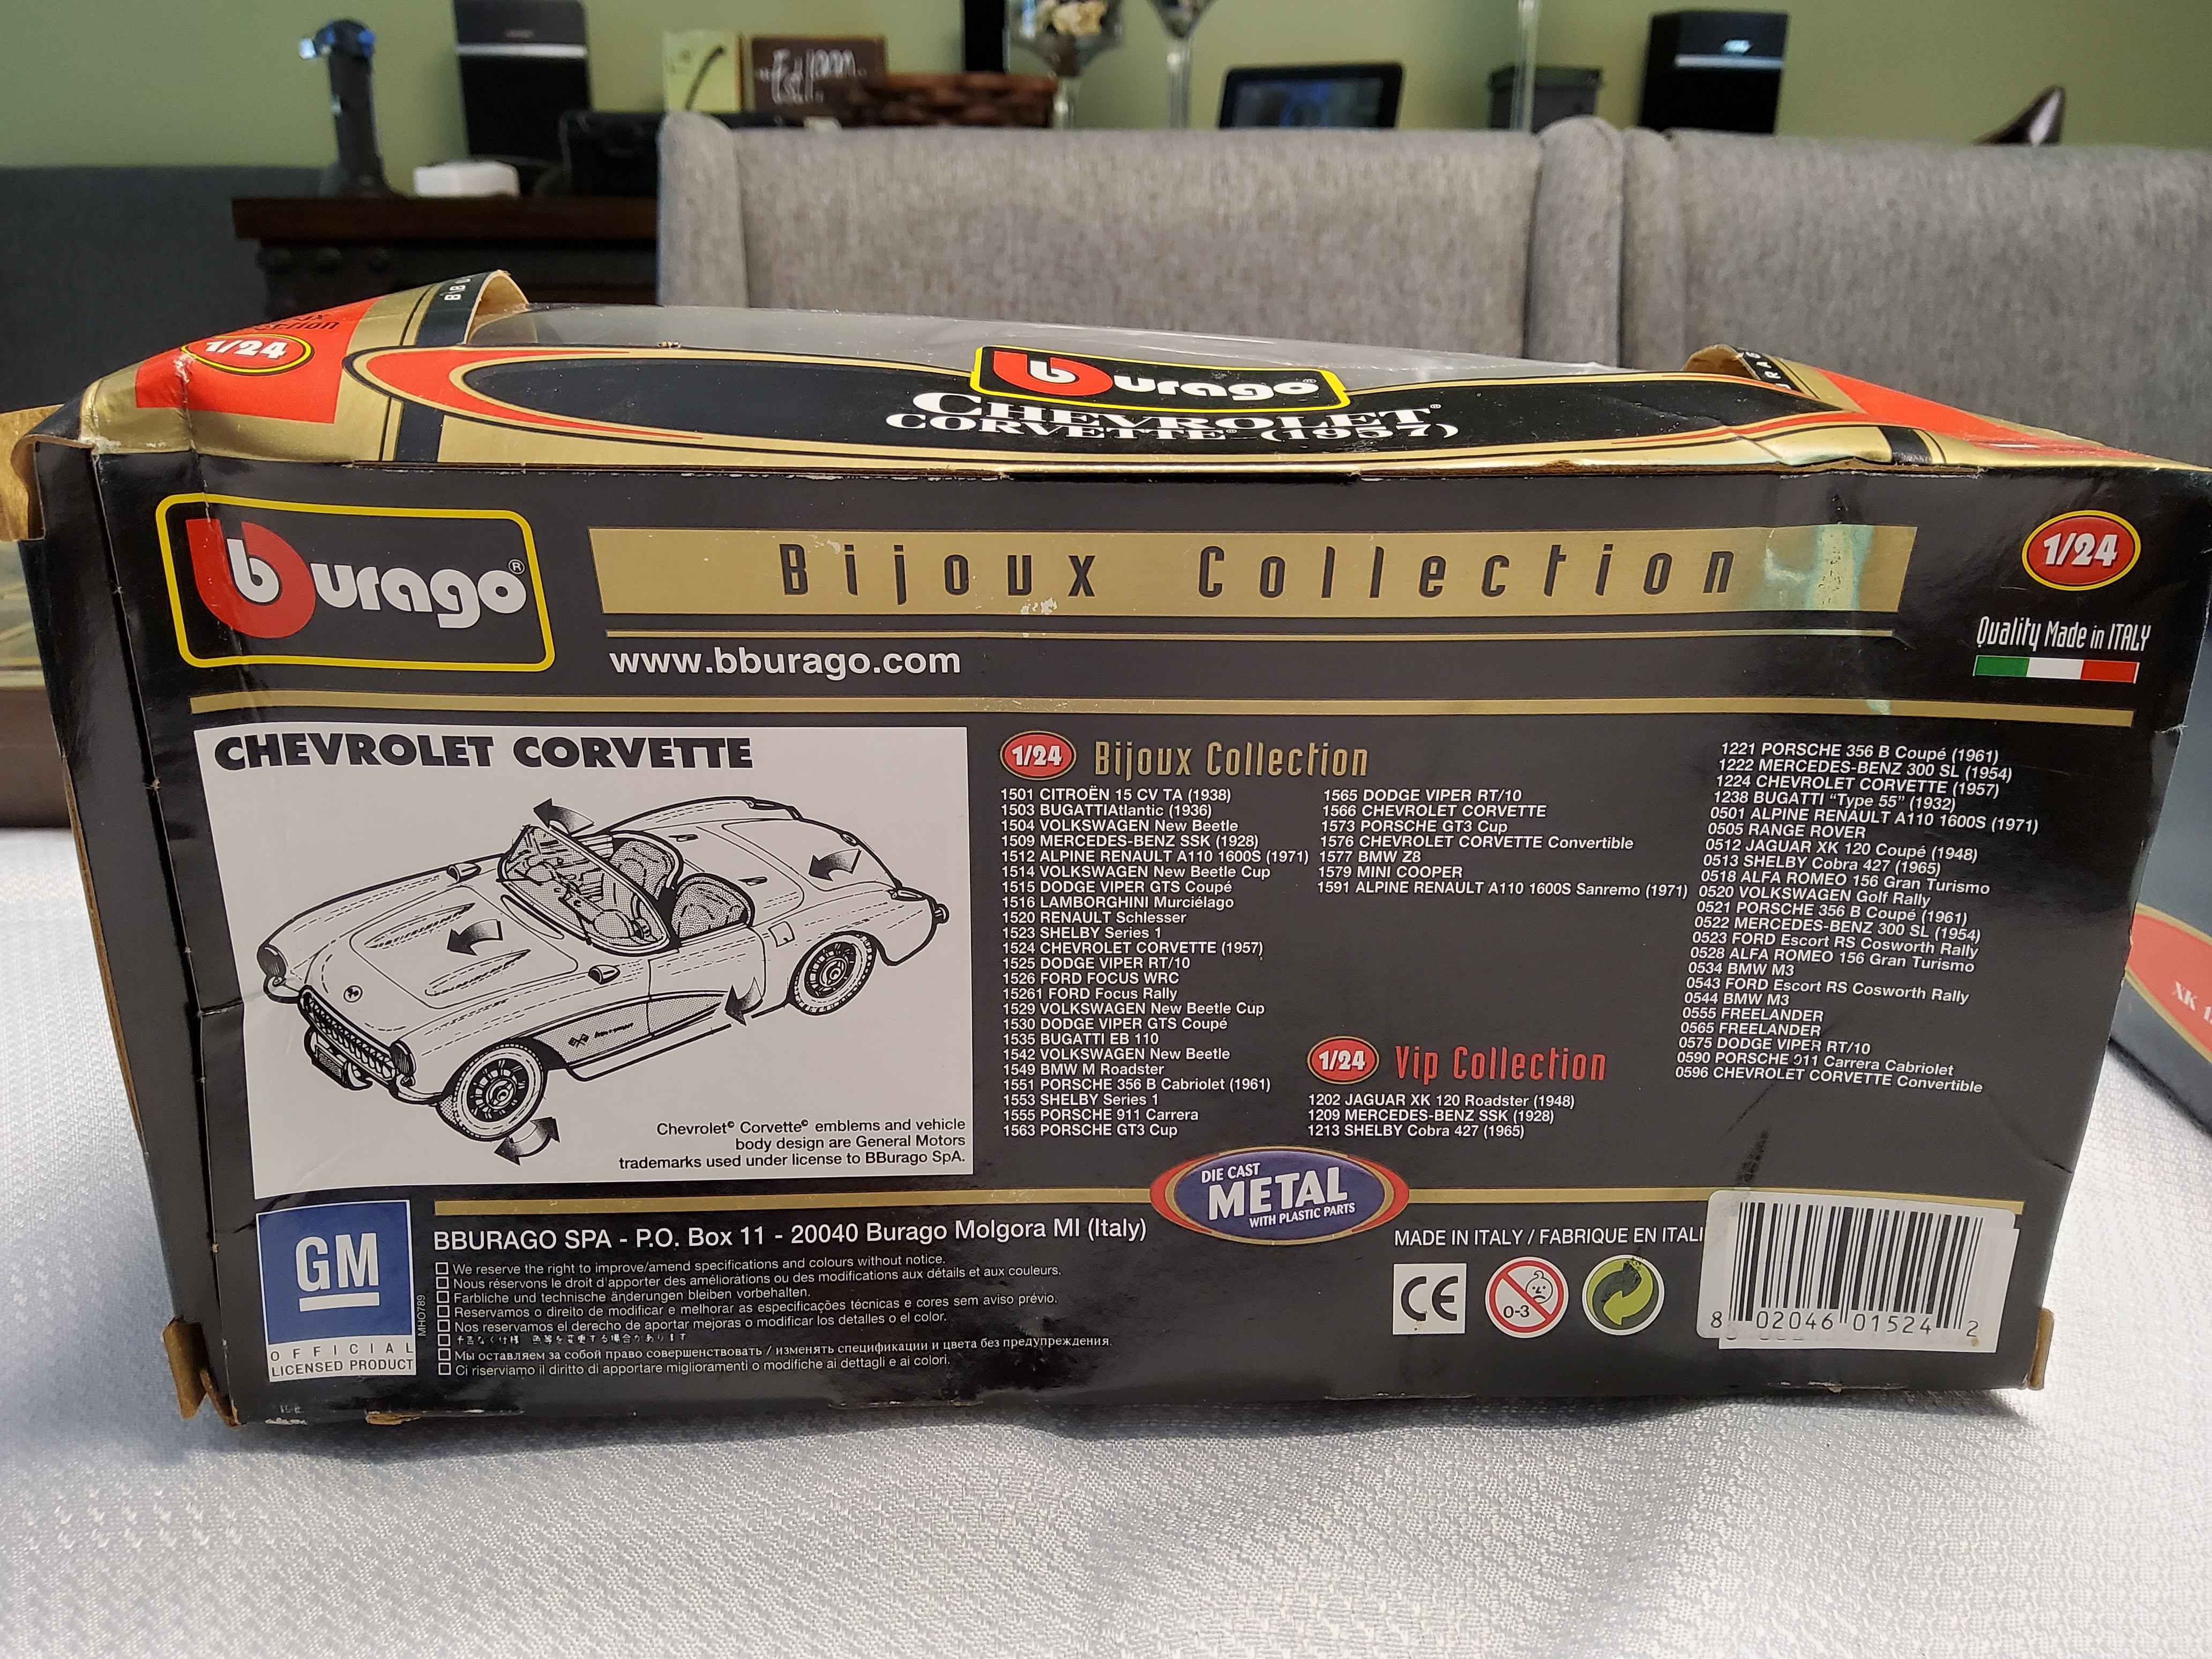 1/24
burago
CHEVROLET®
CORVETTE® (1957)
burago®
Bijoux Collection
1/24
www.bburago.com
Quality Made in ITALY
CHEVROLET CORVETTE
Chevrolet© Corvette© emblems and vehicle
body design are General Motors
trademarks used under license to BBurago SpA.
1/24 Bijoux Collection
1501 CITROËN 15 CV TA (1938)
1503 BUGATTIAtlantic (1936)
1504 VOLKSWAGEN New Beetle
1509 MERCEDES-BENZ SSK (1928)
1512 ALPINE RENAULT A110 1600S (1971)
1514 VOLKSWAGEN New Beetle Cup
1515 DODGE VIPER GTS Coupé
1516 LAMBORGHINI Murciélago
1520 RENAULT Schlesser
1523 SHELBY Series 1
1524 CHEVROLET CORVETTE (1957)
1525 DODGE VIPER RT/10
1526 FORD FOCUS WRC
15261 FORD Focus Rally
1529 VOLKSWAGEN New Beetle Cup
1530 DODGE VIPER GTS Coupé
1535 BUGATTI EB 110
1542 VOLKSWAGEN New Beetle
1549 BMW M Roadster
1551 PORSCHE 356 B Cabriolet (1961)
1553 SHELBY Series 1
1555 PORSCHE 911 Carrera
1563 PORSCHE GT3 Cup
1565 DODGE VIPER RT/10
1566 CHEVROLET CORVETTE
1573 PORSCHE GT3 Cup
1576 CHEVROLET CORVETTE Convertible
1577 BMW Z8
1579 MINI COOPER
1591 ALPINE RENAULT A110 1600S Sanremo (1971)
1/24 Vip Collection
1202 JAGUAR XK 120 Roadster (1948)
1209 MERCEDES-BENZ SSK (1928)
1213 SHELBY Cobra 427 (1965)
1221 PORSCHE 356 B Coupé (1961)
1222 MERCEDES-BENZ 300 SL (1954)
1224 CHEVROLET CORVETTE (1957)
1238 BUGATTI "Type 55" (1932)
0501 ALPINE RENAULT A110 1600S (1971)
0505 RANGE ROVER
0512 JAGUAR XK 120 Coupé (1948)
0513 SHELBY Cobra 427 (1965)
0518 ALFA ROMEO 156 Gran Turismo
0520 VOLKSWAGEN Golf Rally
0521 PORSCHE 356 B Coupé (1961)
0522 MERCEDES-BENZ 300 SL (1954)
0523 FORD Escort RS Cosworth Rally
0528 ALFA ROMEO 156 Gran Turismo
0534 BMW M3
0543 FORD Escort RS Cosworth Rally
0544 BMW M3
0555 FREELANDER
0565 FREELANDER
0575 DODGE VIPER RT/10
0590 PORSCHE 911 Carrera Cabriolet
0596 CHEVROLET CORVETTE Convertible
DIE CAST
METAL
WITH PLASTIC PARTS
GM
OFFICIAL
LICENSED PRODUCT
MH0789
BBURAGO SPA - P.O. Box 11 - 20040 Burago Molgora MI (Italy)
We reserve the right to improve/amend specifications and colours without notice.
Nous réservons le droit d'apporter des améliorations ou des modifications aux détails et aux couleurs.
Farbliche und technische änderungen bleiben vorbehalten.
Reservamos o direito de modificar e melhorar as especificações técnicas e cores sem aviso prévio.
Nos reservamos el derecho de aportar mejoras o modificar los detalles o el color.
Мы оставляем за собой право совершенствовать / изменять спецификации и цвета без предупреждения.
Ci riserviamo il diritto di apportare miglioramenti o modifiche ai dettagli e ai colori.
MADE IN ITALY / FABRIQUE EN ITALI
CE
0-3
8 02046 01524 2
XK 1